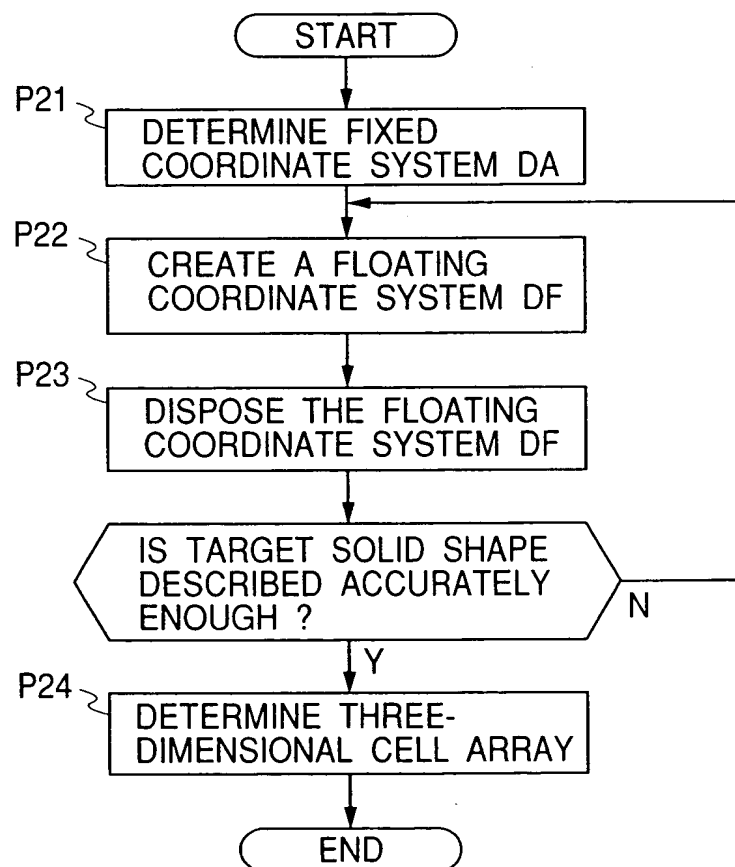 START
P21
DETERMINE FIXED
COORDINATE SYSTEM DA
P22
CREATE A FLOATING
COORDINATE SYSTEM DF
P23
DISPOSE THE FLOATING
COORDINATE SYSTEM DF
IS TARGET SOLID SHAPE
DESCRIBED ACCURATELY
ENOUGH ?
N
Y
P24
DETERMINE THREE-
DIMENSIONAL CELL ARRAY
END